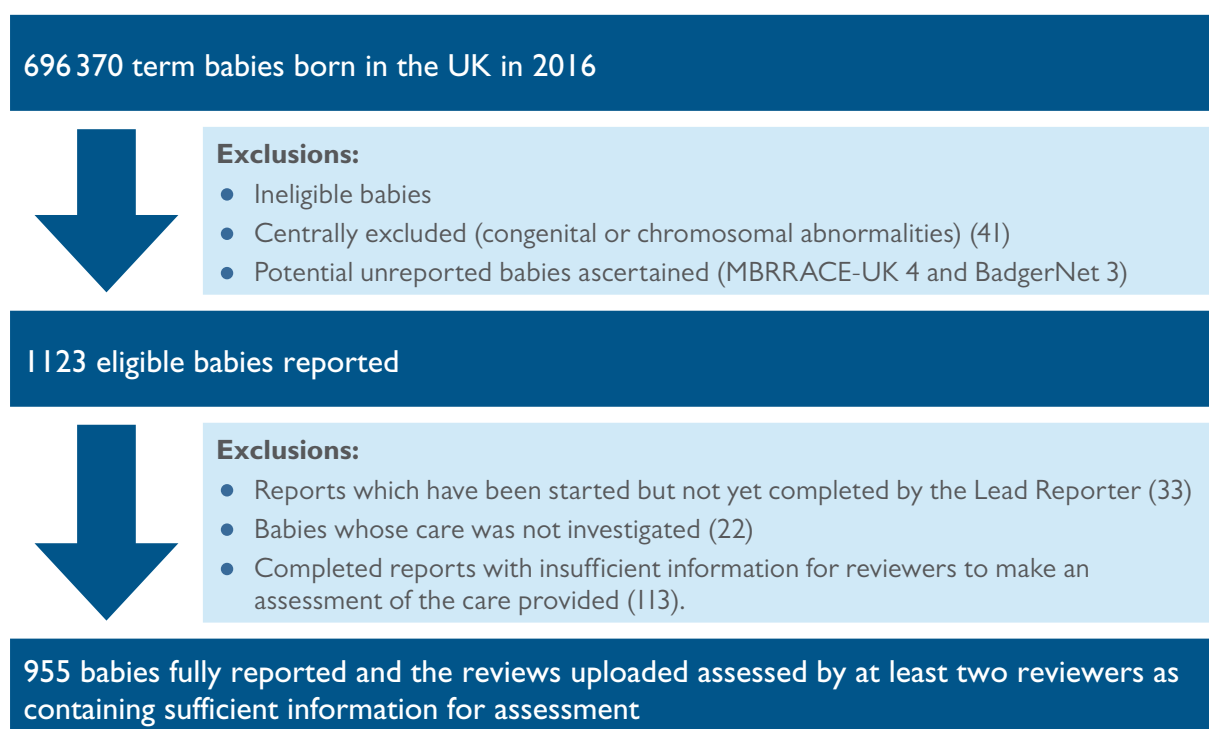 696 370 term babies born in the UK in 2016
Exclusions:
● Ineligible babies
● Centrally excluded (congenital or chromosomal abnormalities) (41)
● Potential unreported babies ascertained (MBRRACE-UK 4 and BadgerNet 3)
1123 eligible babies reported
Exclusions:
● Reports which have been started but not yet completed by the Lead Reporter (33)
● Babies whose care was not investigated (22)
● Completed reports with insufficient information for reviewers to make an
assessment of the care provided (113).
955 babies fully reported and the reviews uploaded assessed by at least two reviewers as
containing sufficient information for assessment